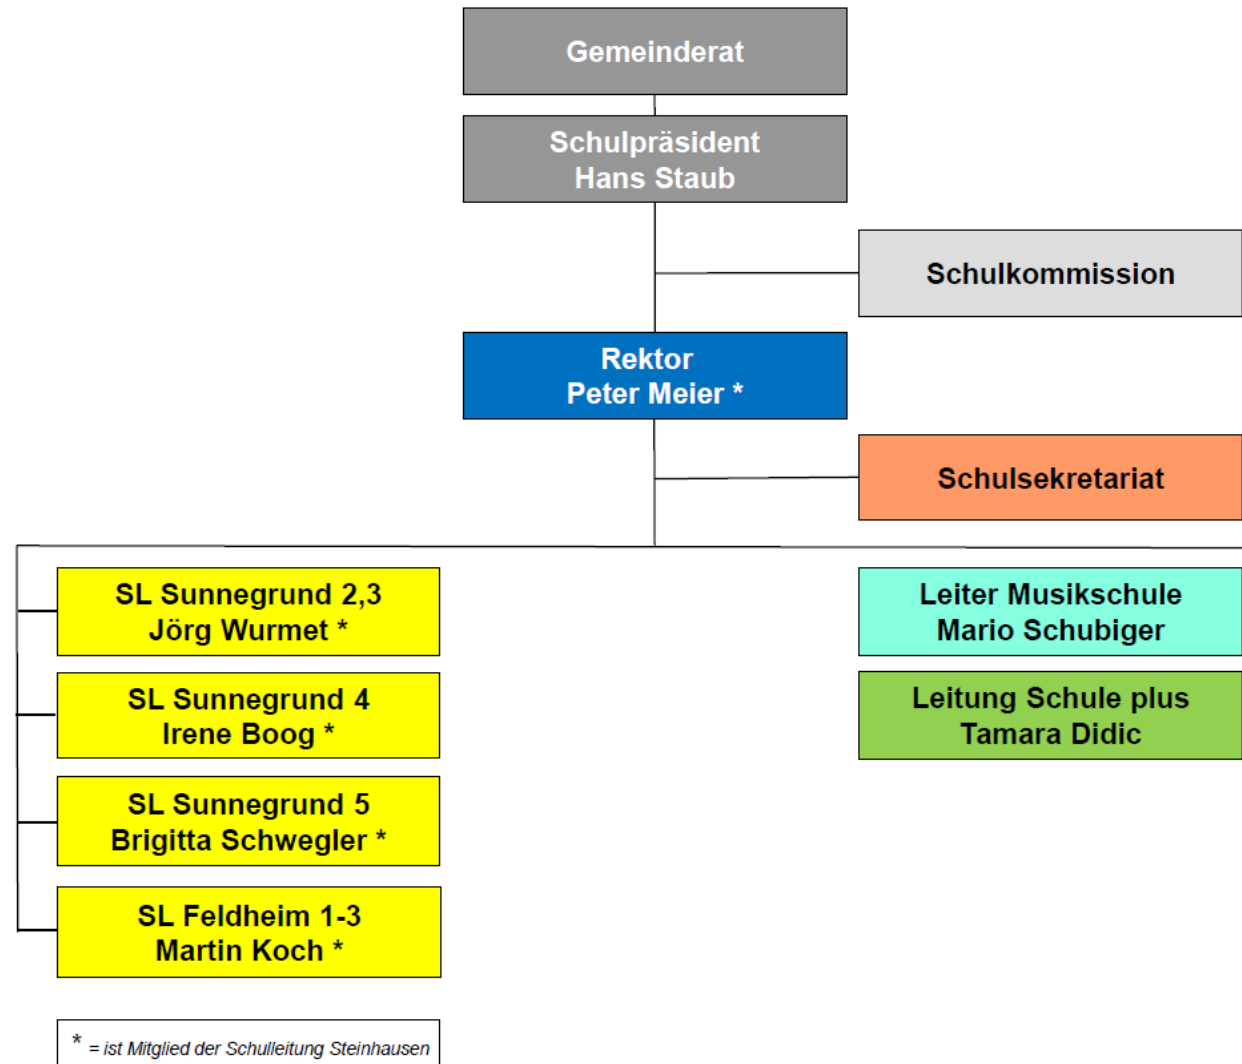 Gemeinderat
Schulpräsident
Hans Staub
Schulkommission
Rektor
Peter Meier *
Schulsekretariat
SL Sunnegrund 2,3
Jörg Wurmet *
SL Sunnegrund 4
Irene Boog *
SL Sunnegrund 5
Brigitta Schwegler *
SL Feldheim 1-3
Martin Koch *
Leiter Musikschule
Mario Schubiger
Leitung Schule plus
Tamara Didic
* = ist Mitglied der Schulleitung Steinhausen